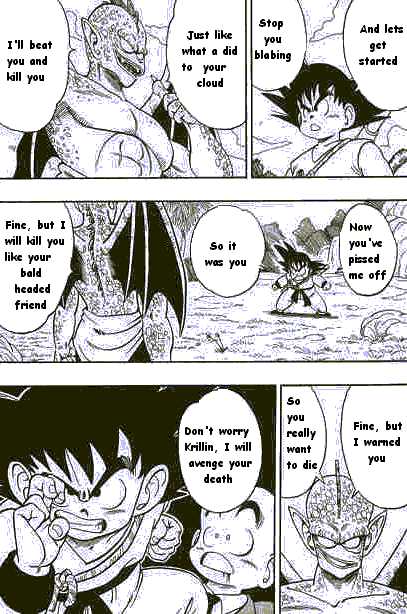 And lets
get
started
Stop
you
blabing
Just like
what a did
to your
cloud
I'll beat
you and
kill you
Now
you've
pissed
me off
So it
was you
Fine, but I
will kill you
like your
bald
headed
friend
Fine, but
I warned
you
So
you
really
want
to die
Don't worry
Krillin, I will
avenge your
death